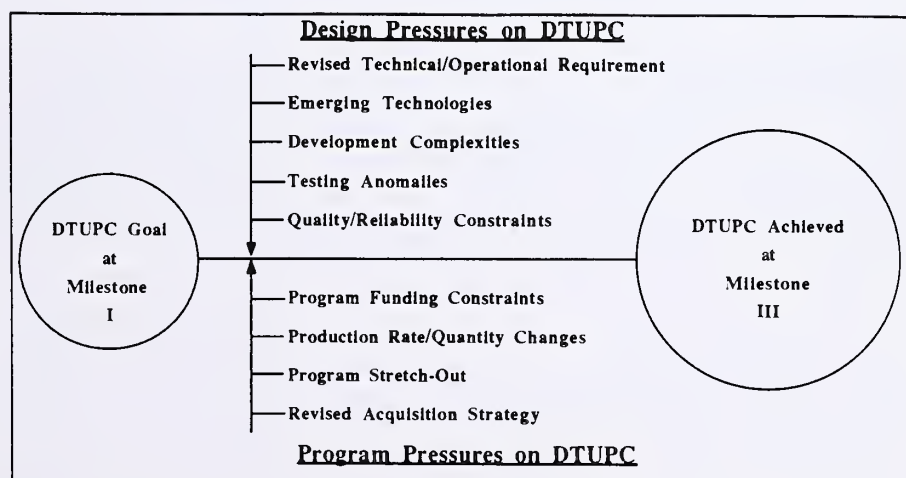 Design Pressures on DTUPC
Revised Technical/Operational Requirement
Emerging Technologies
Development Complexities
Testing Anomalies
Quality/Reliability Constraints
DTUPC Goal
at
Milestone
I
DTUPC Achieved
at
Milestone
III
Program Funding Constraints
Production Rate/Quantity Changes
Program Stretch-Out
Revised Acquisition Strategy
Program Pressures on DTUPC